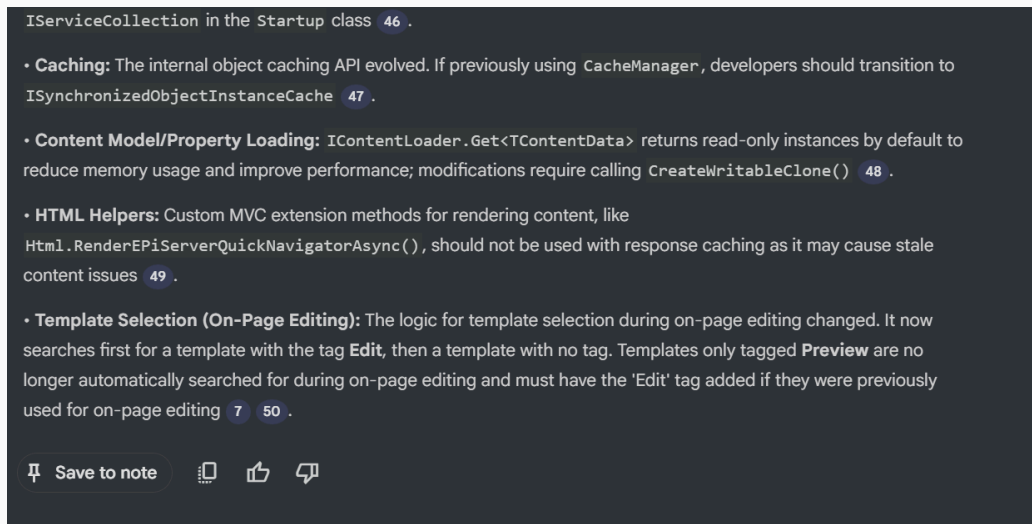 IServiceCollection in the Startup class 46 .
• Caching: The internal object caching API evolved. If previously using CacheManager, developers should transition to
ISynchronizedObjectInstanceCache 47 .
• Content Model/Property Loading: IContentLoader.Get<TContentData> returns read-only instances by default to
reduce memory usage and improve performance; modifications require calling CreateWritableClone() 48 .
• HTML Helpers: Custom MVC extension methods for rendering content, like
Html.RenderEPiServerQuickNavigatorAsync(), should not be used with response caching as it may cause stale
content issues 49 .
• Template Selection (On-Page Editing): The logic for template selection during on-page editing changed. It now
searches first for a template with the tag Edit, then a template with no tag. Templates only tagged Preview are no
longer automatically searched for during on-page editing and must have the 'Edit' tag added if they were previously
used for on-page editing 7 50 .
Save to note